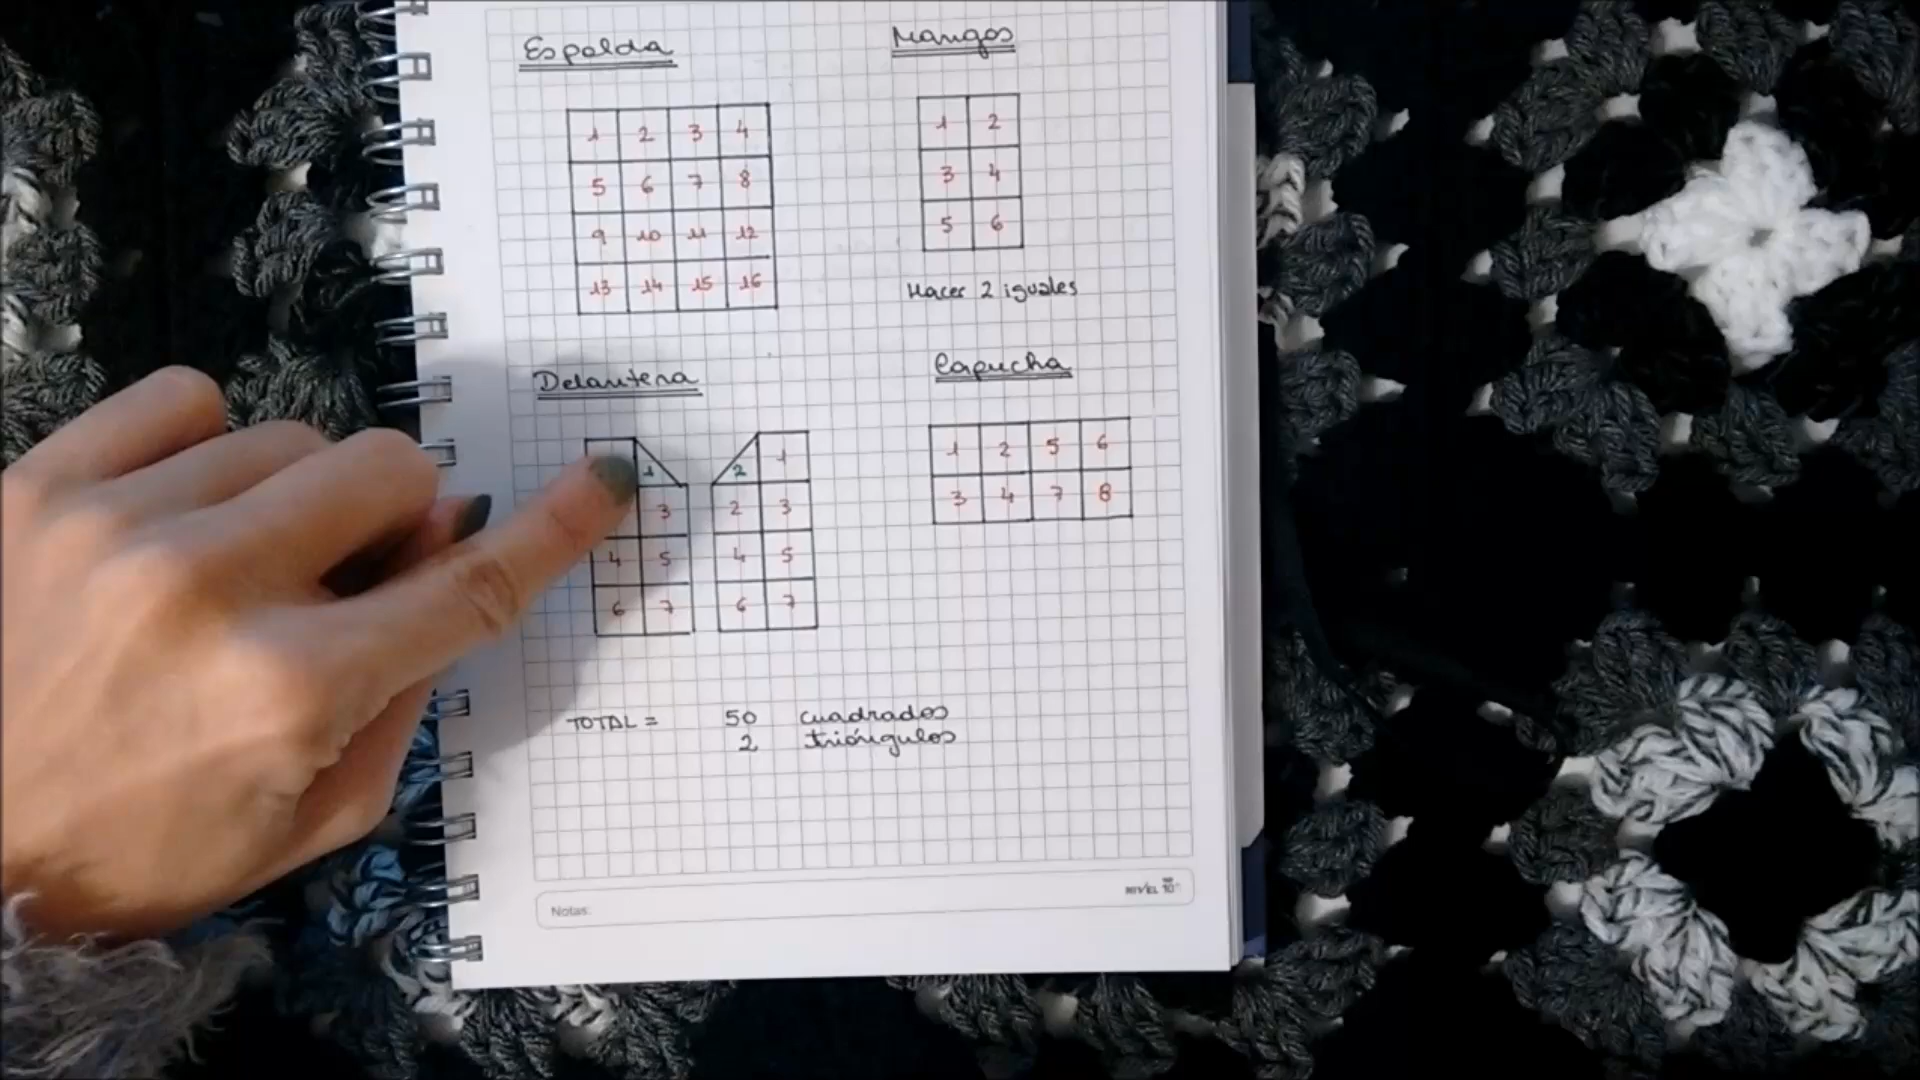 Espalda
1 2 3 4
5 6 7 8
9 10 11 12
13 14 15 16
Mangos
1 2
3 4
5 6
Hacer 2 iguales
Delantera
1
3
4 5
6 7
2 1
2 3
4 5
6 7
Capucha
1 2 5 6
3 4 7 8
TOTAL = 50 cuadrados
2 triángulos
Notas:
NIVEL 10